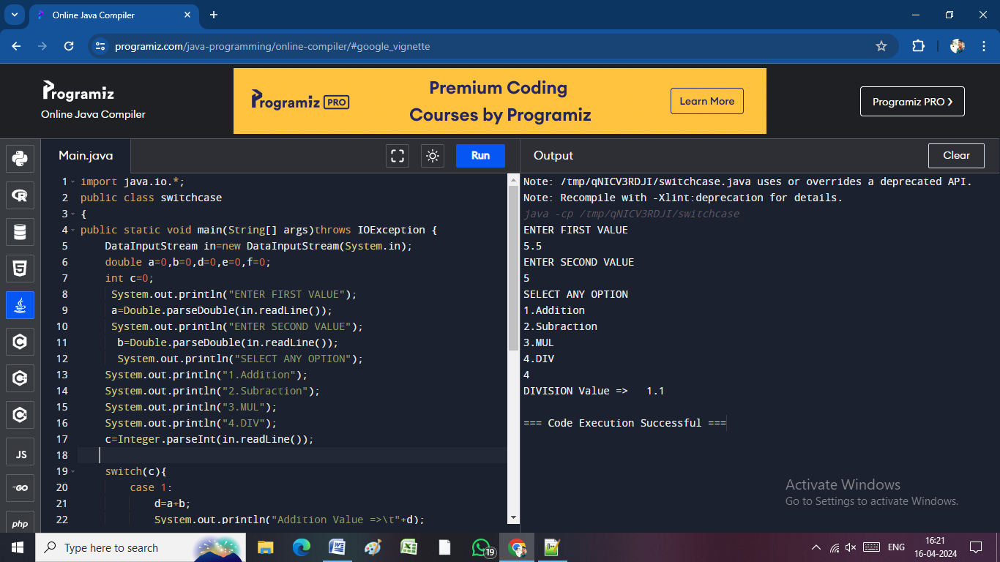 Online Java Compiler
programiz.com/java-programming/online-compiler/#google_vignette
Programiz
Online Java Compiler
Programiz PRO
Premium Coding
Courses by Programiz
Learn More
Programiz PRO ❯
Main.java
Run
Output
Clear
1 import java.io.*;
2 public class switchcase
3 {
4 public static void main(String[] args)throws IOException {
5 DataInputStream in=new DataInputStream(System.in);
6 double a=0,b=0,d=0,e=0,f=0;
7 int c=0;
8 System.out.println("ENTER FIRST VALUE");
9 a=Double.parseDouble(in.readLine());
10 System.out.println("ENTER SECOND VALUE");
11 b=Double.parseDouble(in.readLine());
12 System.out.println("SELECT ANY OPTION");
13 System.out.println("1.Addition");
14 System.out.println("2.Subraction");
15 System.out.println("3.MUL");
16 System.out.println("4.DIV");
17 c=Integer.parseInt(in.readLine());
18
19 switch(c){
20 case 1:
21 d=a+b;
22 System.out.println("Addition Value =>\t"+d);
Note: /tmp/qNICV3RDJI/switchcase.java uses or overrides a deprecated API.
Note: Recompile with -Xlint:deprecation for details.
java -cp /tmp/qNICV3RDJI/switchcase
ENTER FIRST VALUE
5.5
ENTER SECOND VALUE
5
SELECT ANY OPTION
1.Addition
2.Subraction
3.MUL
4.DIV
4
DIVISION Value => 1.1
=== Code Execution Successful ===
JS
GO
php
Activate Windows
Go to Settings to activate Windows.
Type here to search
19
ENG
16:21
16-04-2024